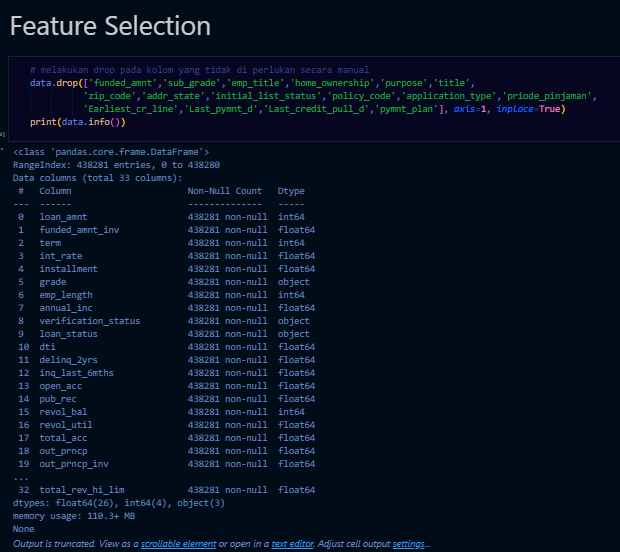 Feature Selection
# melakukan drop pada kolom yang tidak di perlukan secara manual
data.drop(['funded_amnt','sub_grade','emp_title','home_ownership','purpose','title',
'zip_code','addr_state','initial_list_status','policy_code','application_type','priode_pinjaman',
'Earliest_cr_line','Last_pymnt_d','Last_credit_pull_d','pymnt_plan'], axis=1, inplace=True)
print(data.info())
<class 'pandas.core.frame.DataFrame'>
RangeIndex: 438281 entries, 0 to 438280
Data columns (total 33 columns):
# Column Non-Null Count Dtype
--- ------ -------------- -----
0 loan_amnt 438281 non-null int64
1 funded_amnt_inv 438281 non-null float64
2 term 438281 non-null int64
3 int_rate 438281 non-null float64
4 installment 438281 non-null float64
5 grade 438281 non-null object
6 emp_length 438281 non-null int64
7 annual_inc 438281 non-null float64
8 verification_status 438281 non-null object
9 loan_status 438281 non-null object
10 dti 438281 non-null float64
11 delinq_2yrs 438281 non-null float64
12 inq_last_6mths 438281 non-null float64
13 open_acc 438281 non-null float64
14 pub_rec 438281 non-null float64
15 revol_bal 438281 non-null int64
16 revol_util 438281 non-null float64
17 total_acc 438281 non-null float64
18 out_prncp 438281 non-null float64
19 out_prncp_inv 438281 non-null float64
...
32 total_rev_hi_lim 438281 non-null float64
dtypes: float64(26), int64(4), object(3)
memory usage: 110.3+ MB
None
Output is truncated. View as a scrollable element or open in a text editor. Adjust cell output settings...